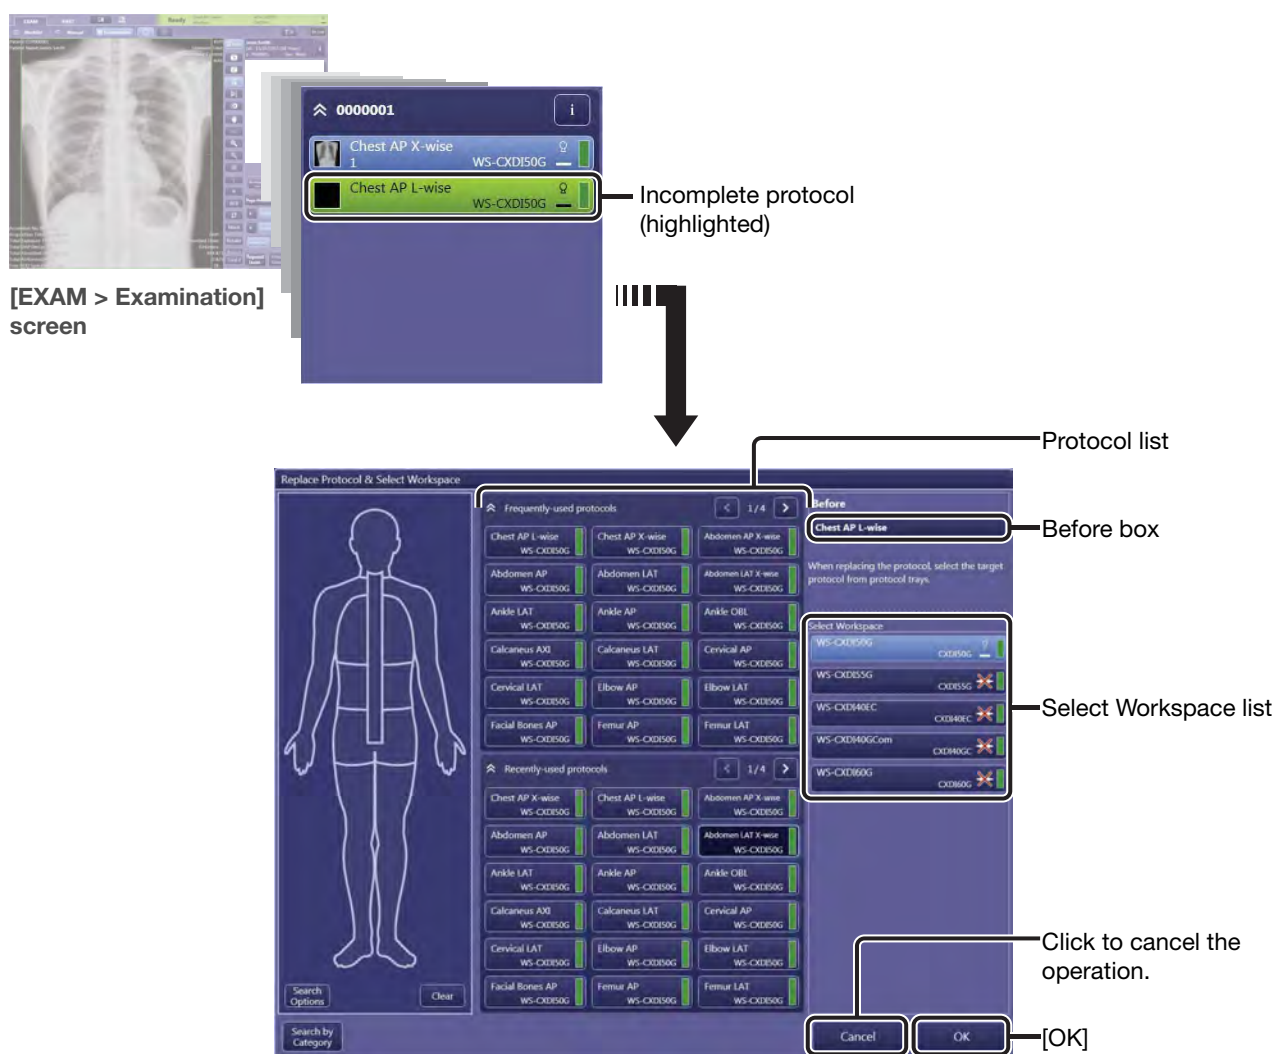 EXAM
Ready
Manual
Examination
0000001
i
Chest AP X-wise
1
WS-CXDI50G
Chest AP L-wise
WS-CXDI50G
Incomplete protocol
(highlighted)
[EXAM > Examination]
screen
Protocol list
Replace Protocol & Select Workspace
Frequently-used protocols
< 1/4 >
Chest AP L-wise Chest AP X-wise Abdomen AP X-wise
WS-CXDI50G WS-CXDI50G WS-CXDI50G
Abdomen AP Abdomen LAT Abdomen LAT X-wise
WS-CXDI50G WS-CXDI50G WS-CXDI50G
Ankle LAT Ankle AP Ankle OBL
WS-CXDI50G WS-CXDI50G WS-CXDI50G
Calcaneus AXI Calcaneus LAT Cervical AP
WS-CXDI50G WS-CXDI50G WS-CXDI50G
Cervical LAT Elbow AP Elbow LAT
WS-CXDI50G WS-CXDI50G WS-CXDI50G
Facial Bones AP Femur AP Femur LAT
WS-CXDI50G WS-CXDI50G WS-CXDI50G
Recently-used protocols
< 1/4 >
Chest AP X-wise Chest AP L-wise Abdomen AP X-wise
WS-CXDI50G WS-CXDI50G WS-CXDI50G
Abdomen AP Abdomen LAT Abdomen LAT X-wise
WS-CXDI50G WS-CXDI50G WS-CXDI50G
Ankle LAT Ankle AP Ankle OBL
WS-CXDI50G WS-CXDI50G WS-CXDI50G
Calcaneus AXI Calcaneus LAT Cervical AP
WS-CXDI50G WS-CXDI50G WS-CXDI50G
Cervical LAT Elbow AP Elbow LAT
WS-CXDI50G WS-CXDI50G WS-CXDI50G
Facial Bones AP Femur AP Femur LAT
WS-CXDI50G WS-CXDI50G WS-CXDI50G
Search
Options
Clear
Search by
Category
Before
Chest AP L-wise
Before box
When replacing the protocol, select the target
protocol from protocol trays.
Select Workspace
WS-CXDI50G
CXDI50G
WS-CXDI55G
CXDI55G
WS-CXDI40EC
CXDI40EC
WS-CXDI40GCom
CXDI40GC
WS-CXDI60G
CXDI60G
Select Workspace list
Click to cancel the
operation.
Cancel
OK
[OK]